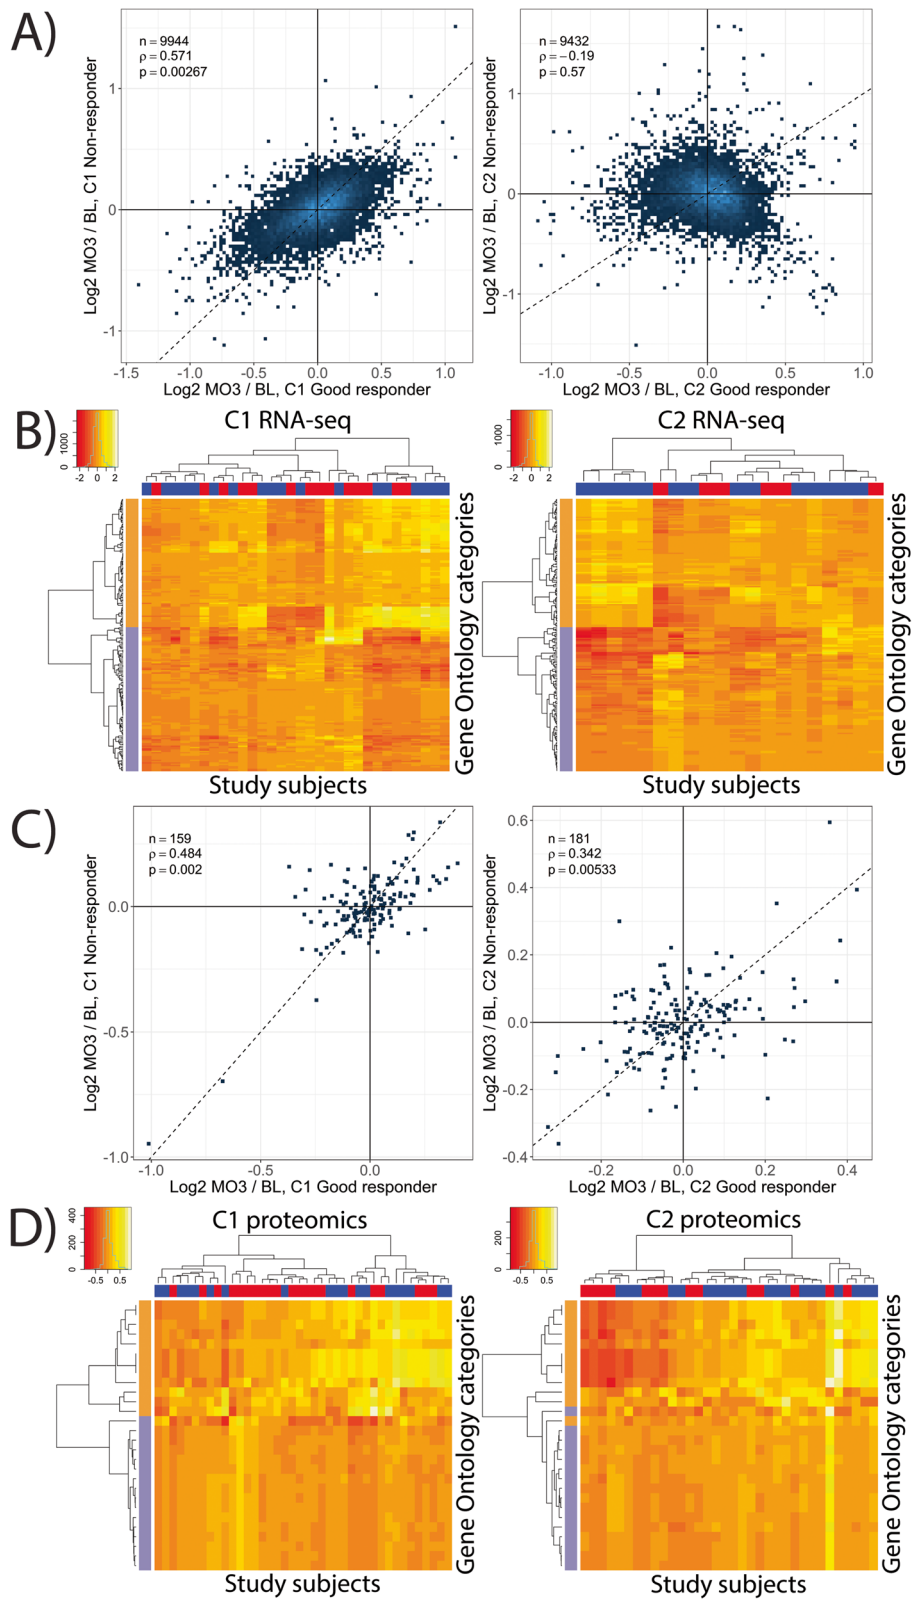 A)
n = 9944
ρ = 0.571
p = 0.00267
Log2 MO3 / BL, C1 Non-responder
1
0
-1
-1.5
-1.0
-0.5
0.0
0.5
1.0
Log2 MO3 / BL, C1 Good responder
n = 9432
ρ = −0.19
p = 0.57
Log2 MO3 / BL, C2 Non-responder
1
0
-1
-1.0
-0.5
0.0
0.5
1.0
Log2 MO3 / BL, C2 Good responder
B)
C1 RNA-seq
0
1000
-2
0
2
Gene Ontology categories
Study subjects
C2 RNA-seq
0
1000
-2
0
2
Gene Ontology categories
Study subjects
C)
n = 159
ρ = 0.484
p = 0.002
Log2 MO3 / BL, C1 Non-responder
0.0
-0.5
-1.0
-1.0
-0.5
0.0
Log2 MO3 / BL, C1 Good responder
n = 181
ρ = 0.342
p = 0.00533
Log2 MO3 / BL, C2 Non-responder
0.6
0.4
0.2
0.0
-0.2
-0.4
-0.2
0.0
0.2
0.4
Log2 MO3 / BL, C2 Good responder
D)
C1 proteomics
0
200
400
-0.5
0.5
Gene Ontology categories
Study subjects
C2 proteomics
0
200
-0.5
0.5
Gene Ontology categories
Study subjects